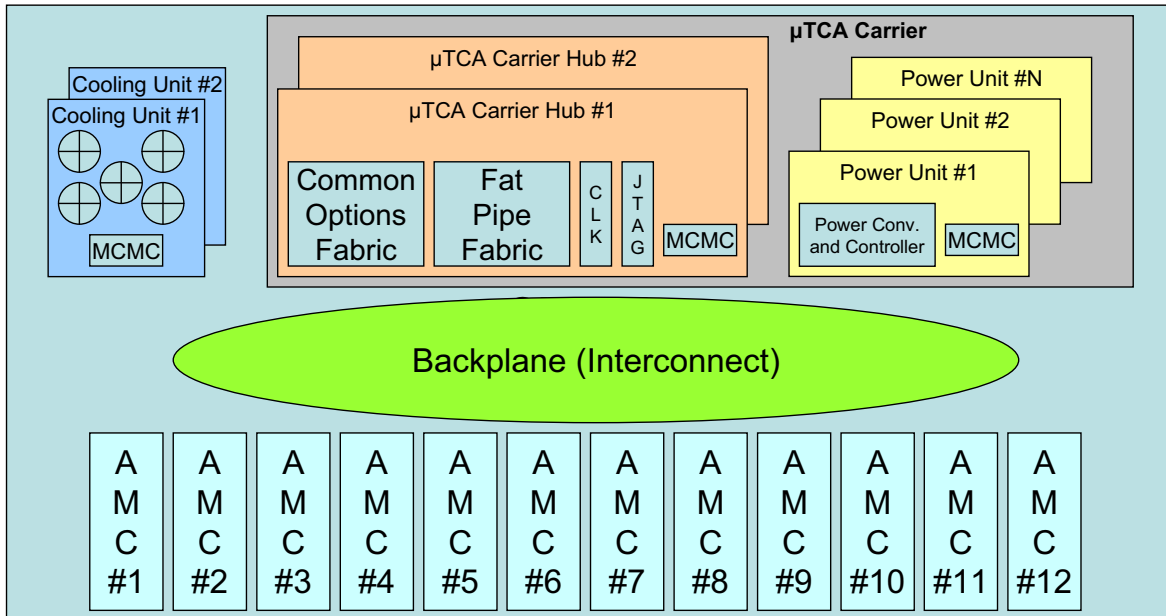 µTCA Carrier
Cooling Unit #2
Cooling Unit #1
MCMC
µTCA Carrier Hub #2
µTCA Carrier Hub #1
Common
Options
Fabric
Fat
Pipe
Fabric
C
L
K
J
T
A
G
MCMC
Power Unit #N
Power Unit #2
Power Unit #1
Power Conv.
and Controller
MCMC
Backplane (Interconnect)
A
M
C
#1
A
M
C
#2
A
M
C
#3
A
M
C
#4
A
M
C
#5
A
M
C
#6
A
M
C
#7
A
M
C
#8
A
M
C
#9
A
M
C
#10
A
M
C
#11
A
M
C
#12